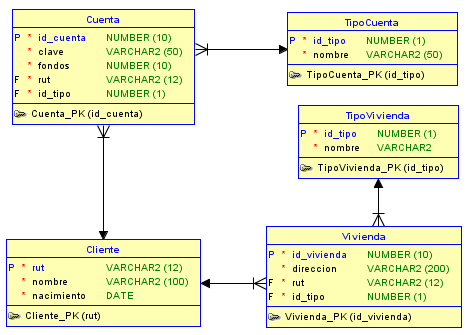 Cuenta
P * id_cuenta NUMBER (10)
* clave VARCHAR2 (50)
* fondos NUMBER (10)
F * rut VARCHAR2 (12)
F * id_tipo NUMBER (1)
Cuenta_PK (id_cuenta)
TipoCuenta
P * id_tipo NUMBER (1)
* nombre VARCHAR2 (50)
TipoCuenta_PK (id_tipo)
TipoVivienda
P * id_tipo NUMBER (1)
* nombre VARCHAR2
TipoVivienda_PK (id_tipo)
Cliente
P * rut VARCHAR2 (12)
* nombre VARCHAR2 (100)
* nacimiento DATE
Cliente_PK (rut)
Vivienda
P * id_vivienda NUMBER (10)
* direccion VARCHAR2 (200)
F * rut VARCHAR2 (12)
F * id_tipo NUMBER (1)
Vivienda_PK (id_vivienda)